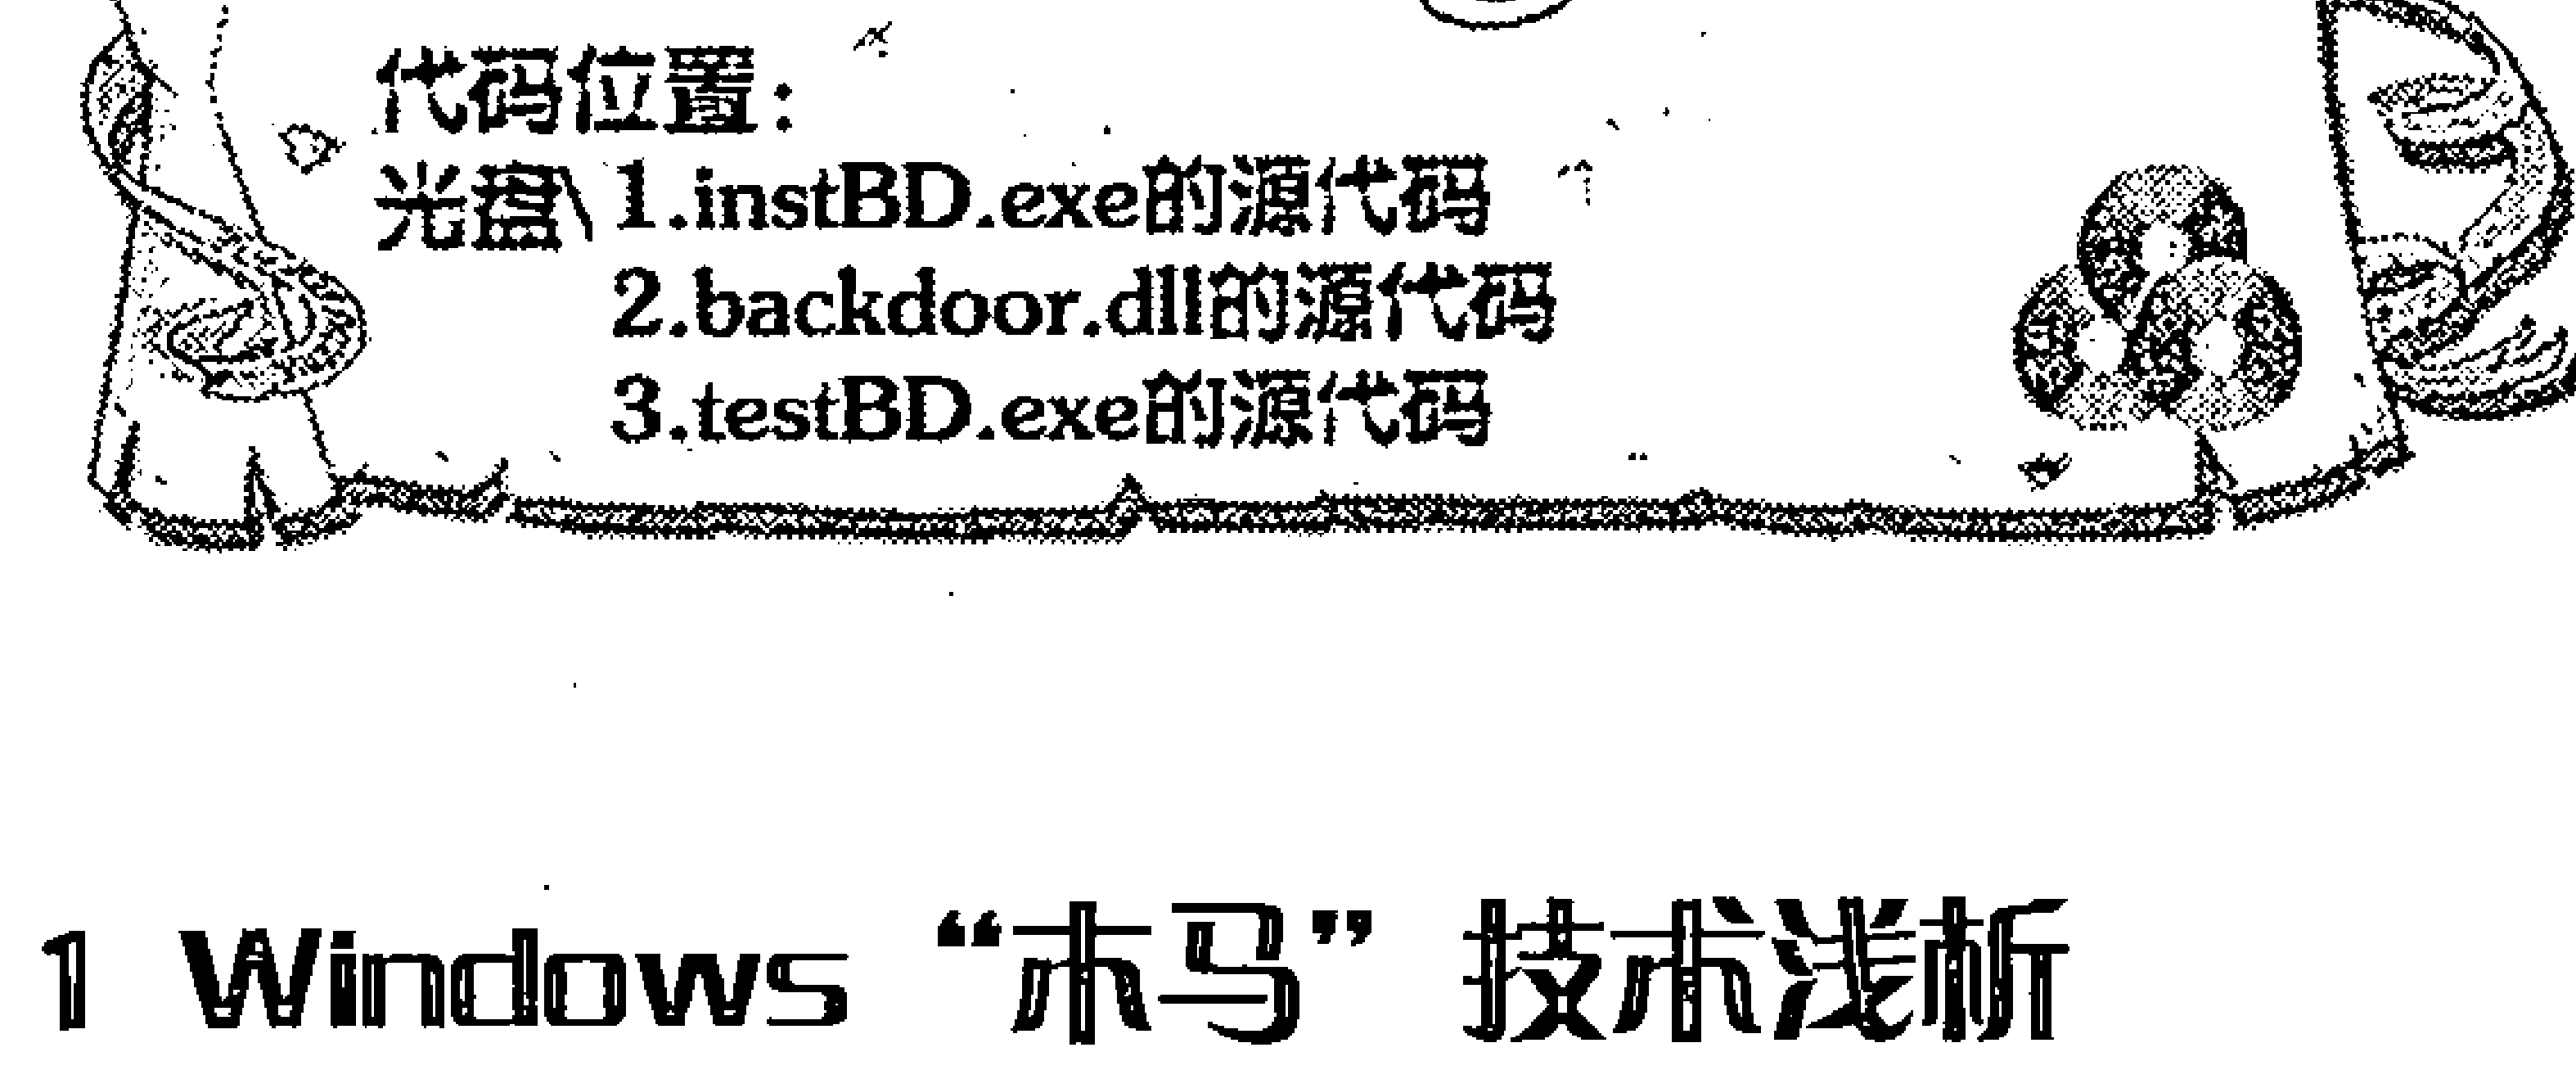 代码位置：
光盘\ 1.instBD.exe的源代码
2.backdoor.dll的源代码
3.testBD.exe的源代码
1 Windows “木马” 技术浅析